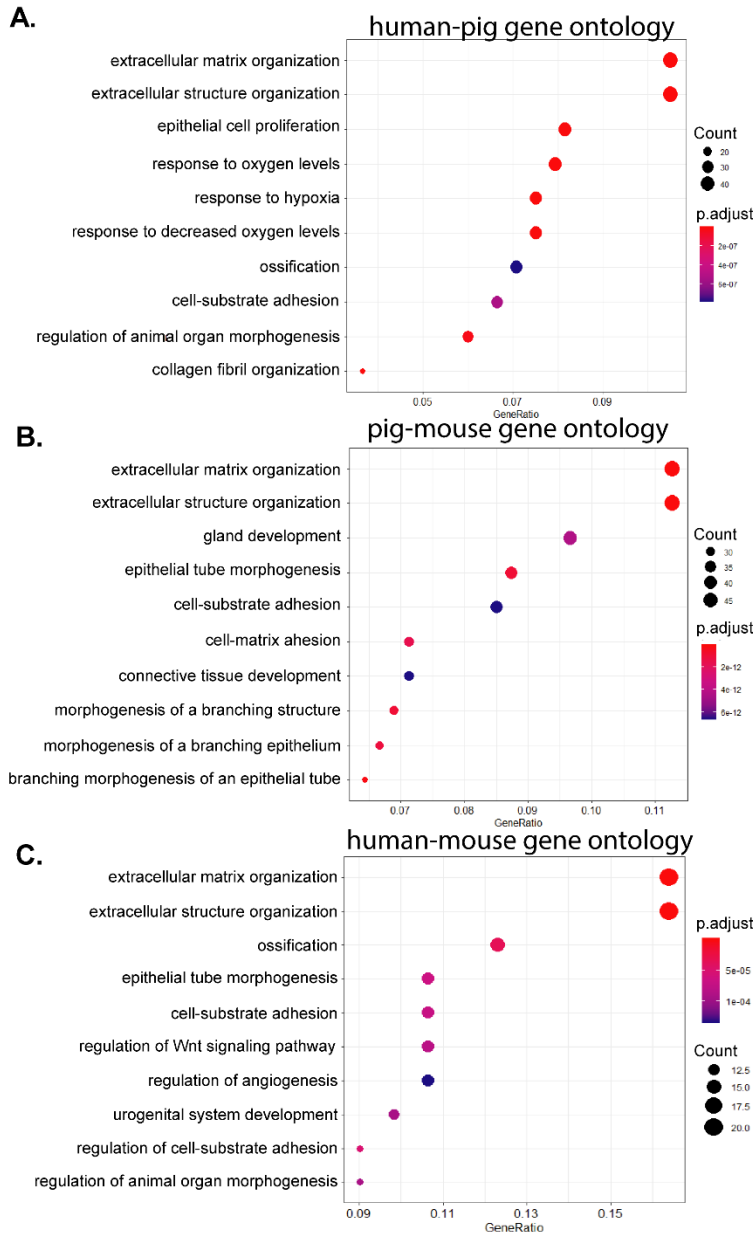 A.
human-pig gene ontology
extracellular matrix organization
extracellular structure organization
epithelial cell proliferation
response to oxygen levels
response to hypoxia
response to decreased oxygen levels
ossification
cell-substrate adhesion
regulation of animal organ morphogenesis
collagen fibril organization
0.05 0.07 0.09
GeneRatio
Count
20
30
40
p.adjust
2e-07
4e-07
6e-07
B.
pig-mouse gene ontology
extracellular matrix organization
extracellular structure organization
gland development
epithelial tube morphogenesis
cell-substrate adhesion
cell-matrix ahesion
connective tissue development
morphogenesis of a branching structure
morphogenesis of a branching epithelium
branching morphogenesis of an epithelial tube
0.07 0.08 0.09 0.10 0.11
GeneRatio
Count
30
35
40
45
p.adjust
2e-12
4e-12
6e-12
C.
human-mouse gene ontology
extracellular matrix organization
extracellular structure organization
ossification
epithelial tube morphogenesis
cell-substrate adhesion
regulation of Wnt signaling pathway
regulation of angiogenesis
urogenital system development
regulation of cell-substrate adhesion
regulation of animal organ morphogenesis
0.09 0.11 0.13 0.15
GeneRatio
p.adjust
5e-05
1e-04
Count
12.5
15.0
17.5
20.0